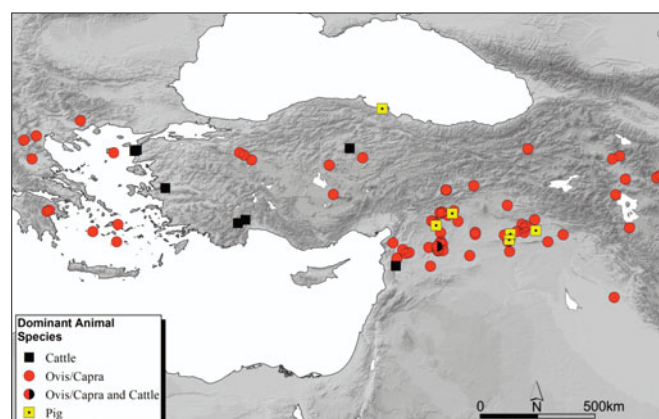 Dominant Animal
Species
Cattle
Ovis/Capra
Ovis/Capra and Cattle
Pig
N
0 500km